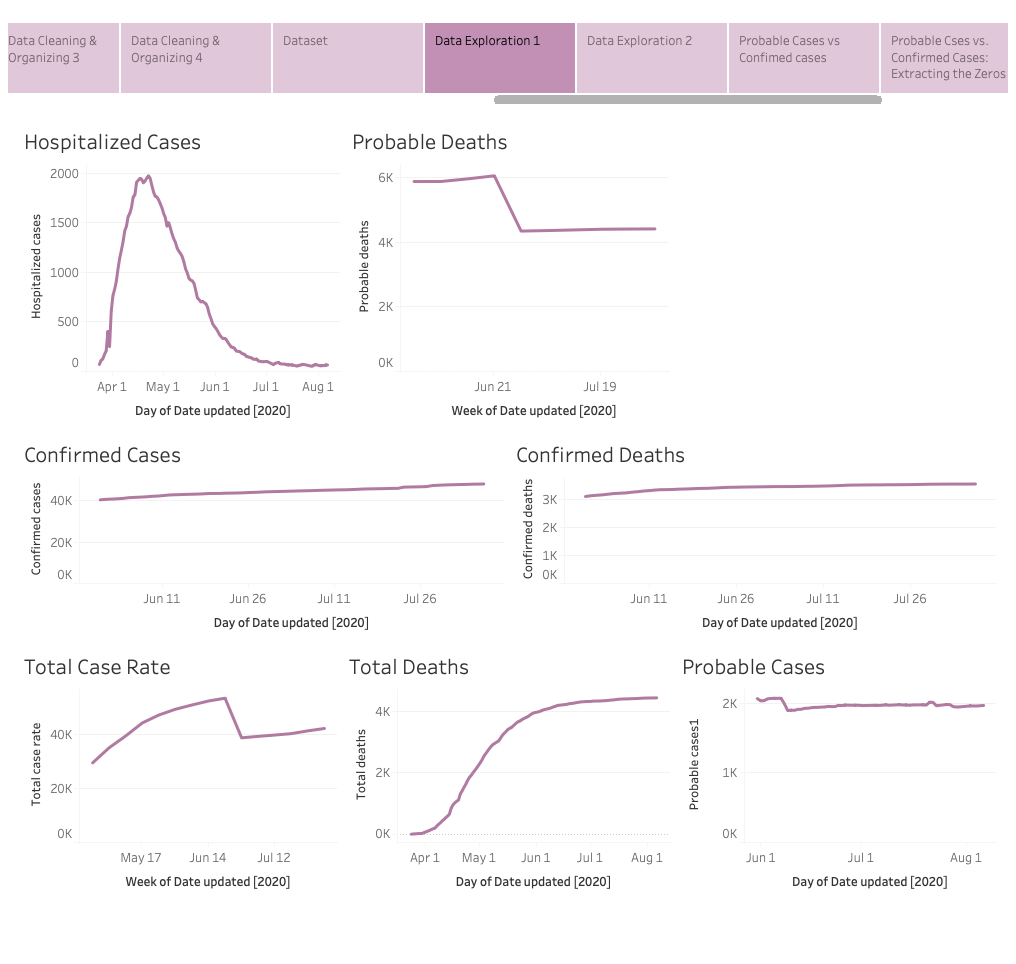 Data Cleaning &
Organizing 3
Data Cleaning &
Organizing 4
Dataset
Data Exploration 1
Data Exploration 2
Probable Cases vs
Confimed cases
Probable Cses vs.
Confirmed Cases:
Extracting the Zeros
Hospitalized Cases
Hospitalized cases
2000
1500
1000
500
0
Apr 1 May 1 Jun 1 Jul 1 Aug 1
Day of Date updated [2020]
Probable Deaths
Probable deaths
6K
4K
2K
0K
Jun 21 Jul 19
Week of Date updated [2020]
Confirmed Cases
Confirmed cases
40K
20K
0K
Jun 11 Jun 26 Jul 11 Jul 26
Day of Date updated [2020]
Confirmed Deaths
Confirmed deaths
3K
2K
1K
0K
Jun 11 Jun 26 Jul 11 Jul 26
Day of Date updated [2020]
Total Case Rate
Total case rate
40K
20K
0K
May 17 Jun 14 Jul 12
Week of Date updated [2020]
Total Deaths
Total deaths
4K
2K
0K
Apr 1 May 1 Jun 1 Jul 1 Aug 1
Day of Date updated [2020]
Probable Cases
Probable cases1
2K
1K
0K
Jun 1 Jul 1 Aug 1
Day of Date updated [2020]